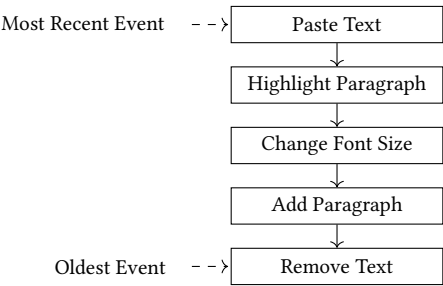 Most Recent Event
Paste Text
Highlight Paragraph
Change Font Size
Add Paragraph
Oldest Event
Remove Text